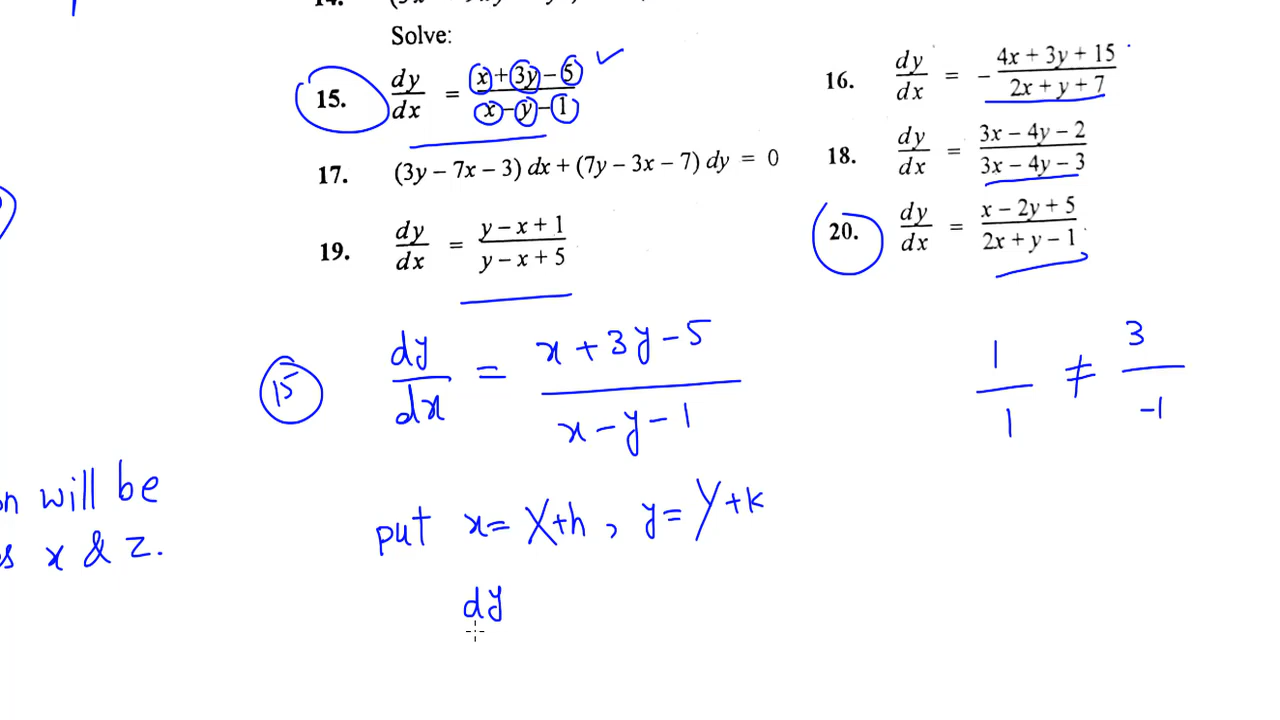 Solve:
15. dy/dx = (x + 3y − 5)/(x − y − 1)
16. dy/dx = − (4x + 3y + 15)/(2x + y + 7)
17. (3y − 7x − 3) dx + (7y − 3x − 7) dy = 0
18. dy/dx = (3x − 4y − 2)/(3x − 4y − 3)
19. dy/dx = (y − x + 1)/(y − x + 5)
20. dy/dx = (x − 2y + 5)/(2x + y − 1)
15 dy/dx = (x + 3y − 5)/(x − y − 1)
1/1 ≠ 3/−1
will be
x & z.
put x = X+h, y = Y+k
dy